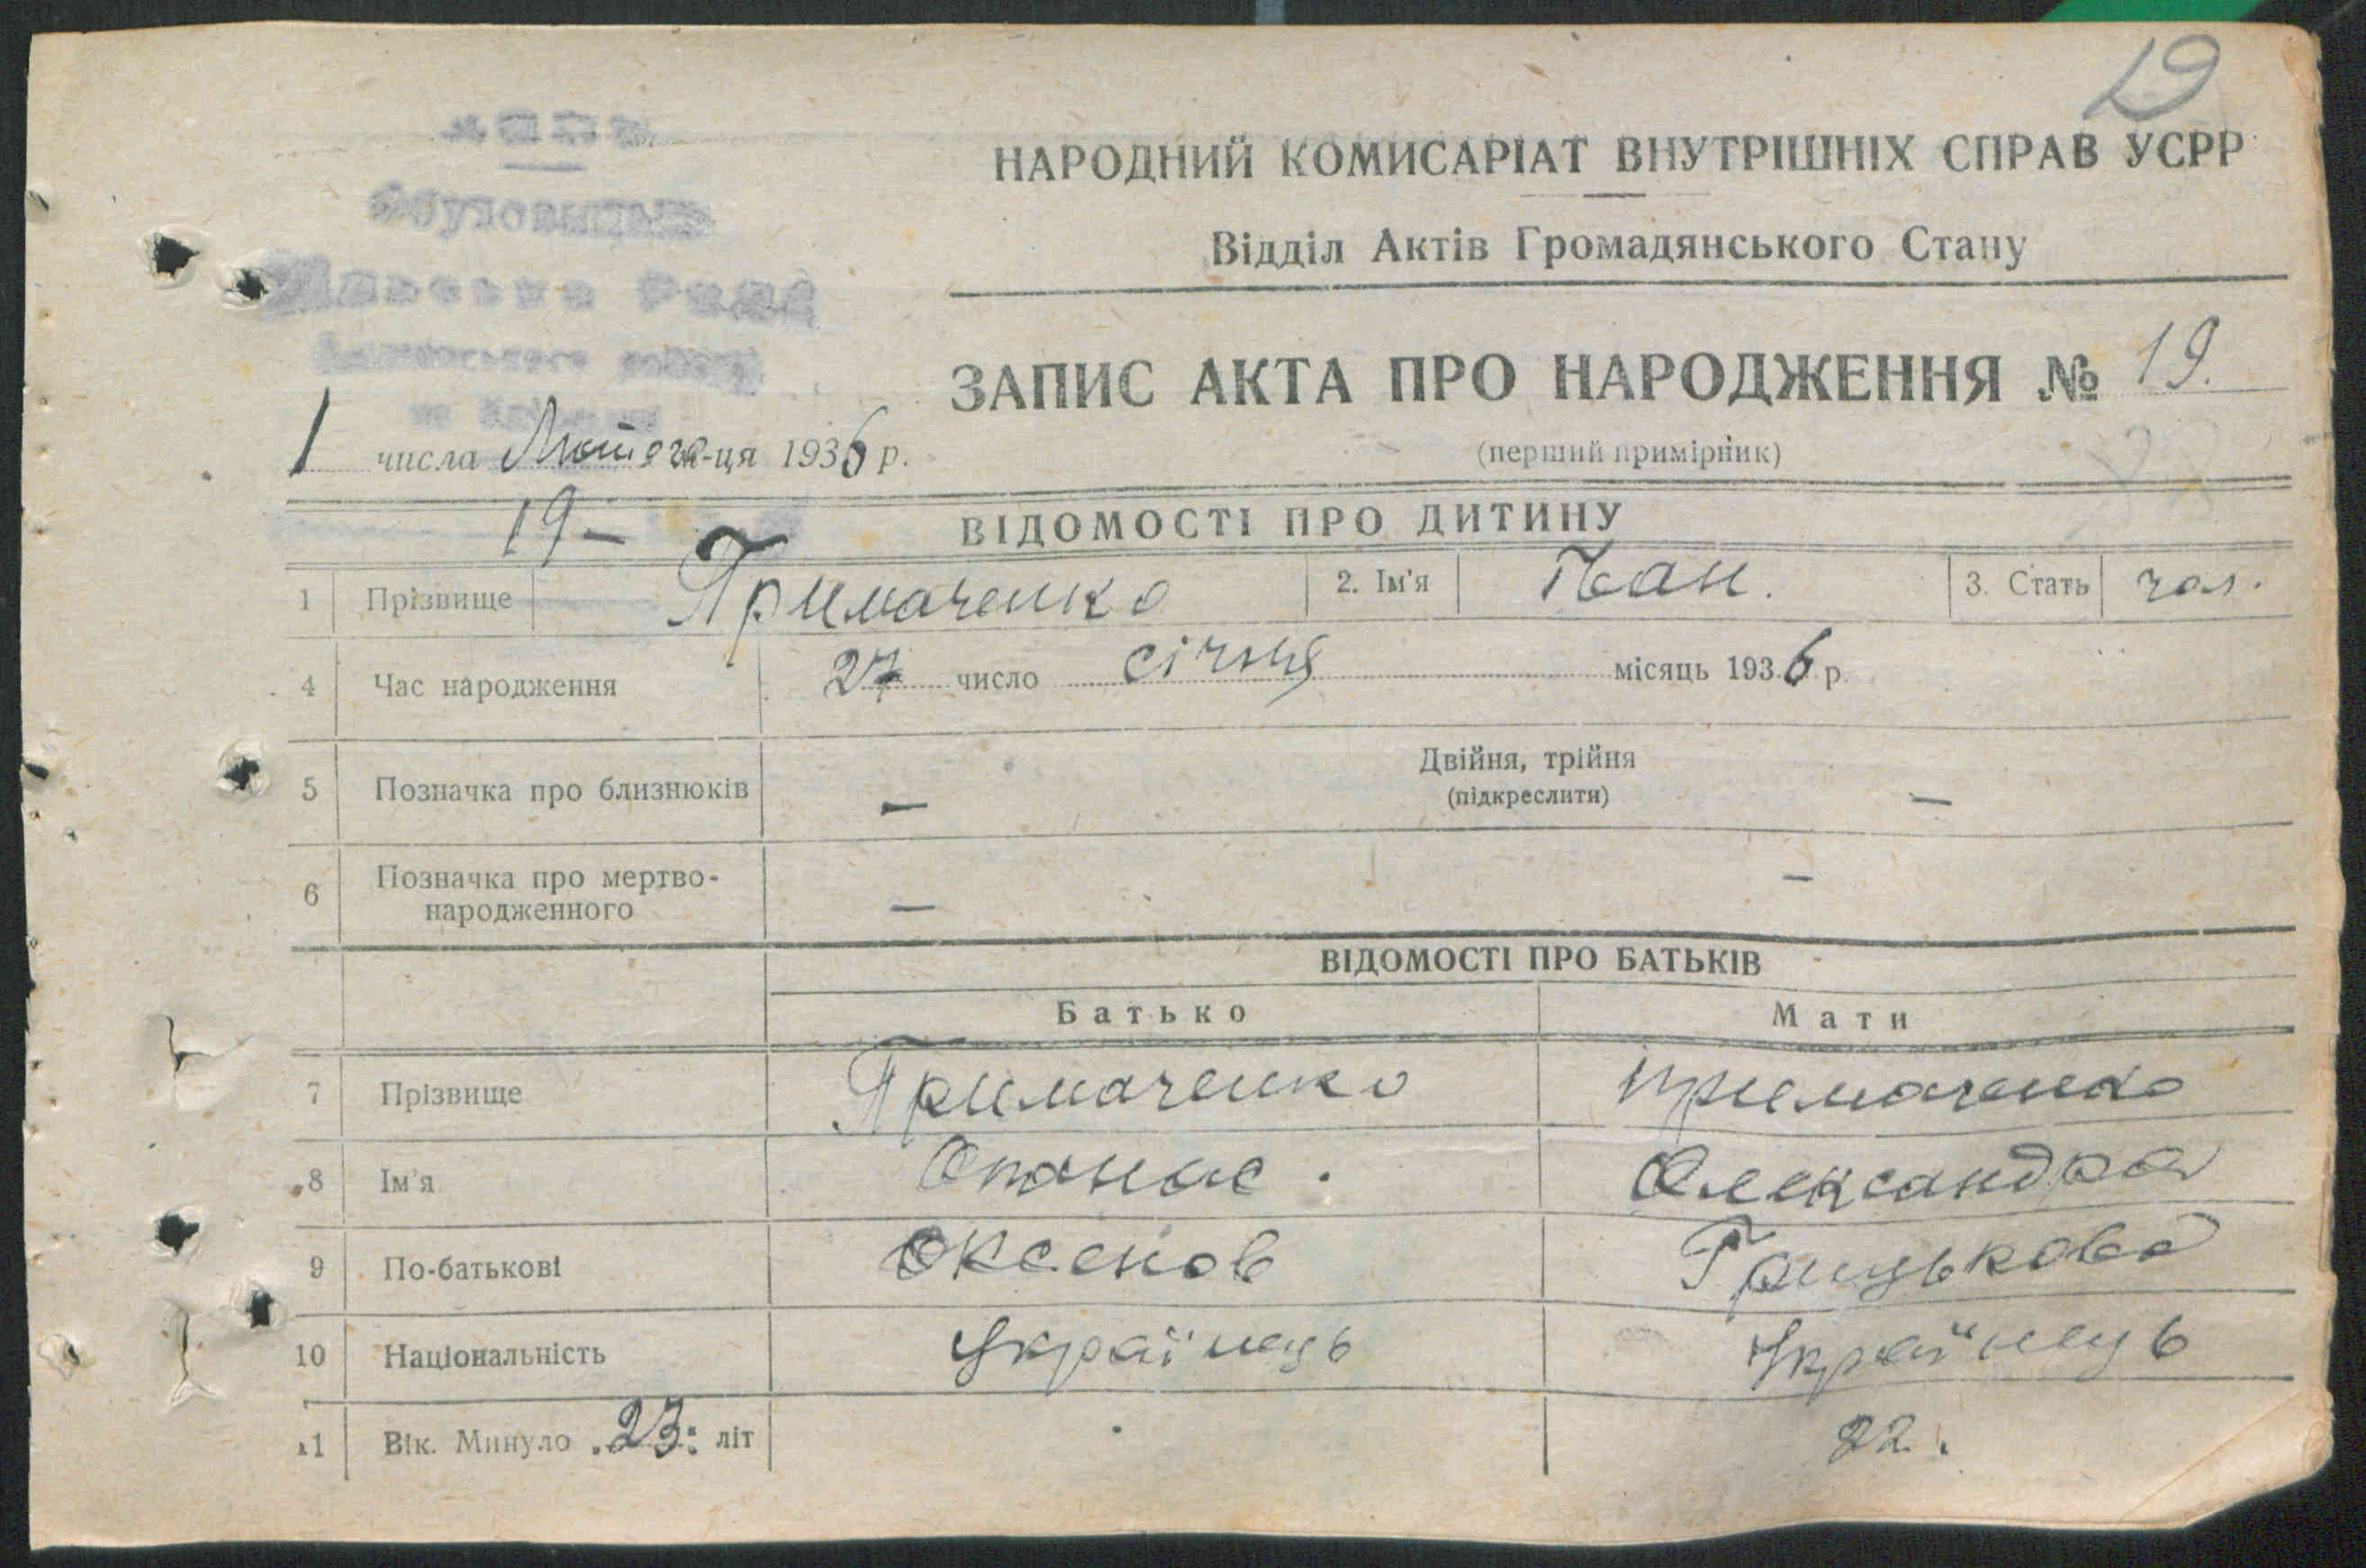 19
НАРОДНИЙ КОМИСАРІАТ ВНУТРІШНІХ СПРАВ УСРР
Відділ Актів Громадянського Стану
ЗАПИС АКТА ПРО НАРОДЖЕННЯ № 19.
(перший примірник)
1 числа Лютого м-ця 1936 р.
19 –
ВІДОМОСТІ ПРО ДИТИНУ
1 Прізвище Примаченко 2. Ім'я Іван. 3. Стать чол.
4 Час народження 27 число січня місяць 1936 р.
5 Позначка про близнюків – Двійня, трійня (підкреслити) –
6 Позначка про мертво-народженного – –
ВІДОМОСТІ ПРО БАТЬКІВ
Батько Мати
7 Прізвище Примаченко Примаченко
8 Ім'я Опанас. Олександра
9 По-батькові Оксенов Грицькова
10 Національність Українець Українець
11 Вік. Минуло 23 літ 22.